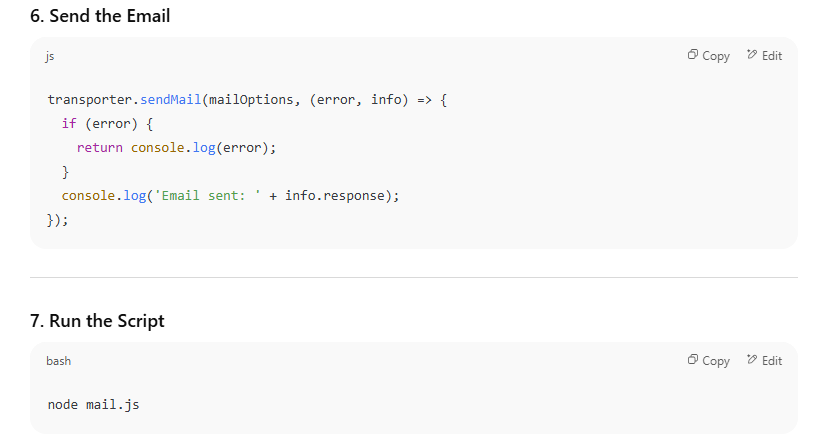 6. Send the Email
js
Copy
Edit
transporter.sendMail(mailOptions, (error, info) => {
  if (error) {
    return console.log(error);
  }
  console.log('Email sent: ' + info.response);
});
7. Run the Script
bash
Copy
Edit
node mail.js